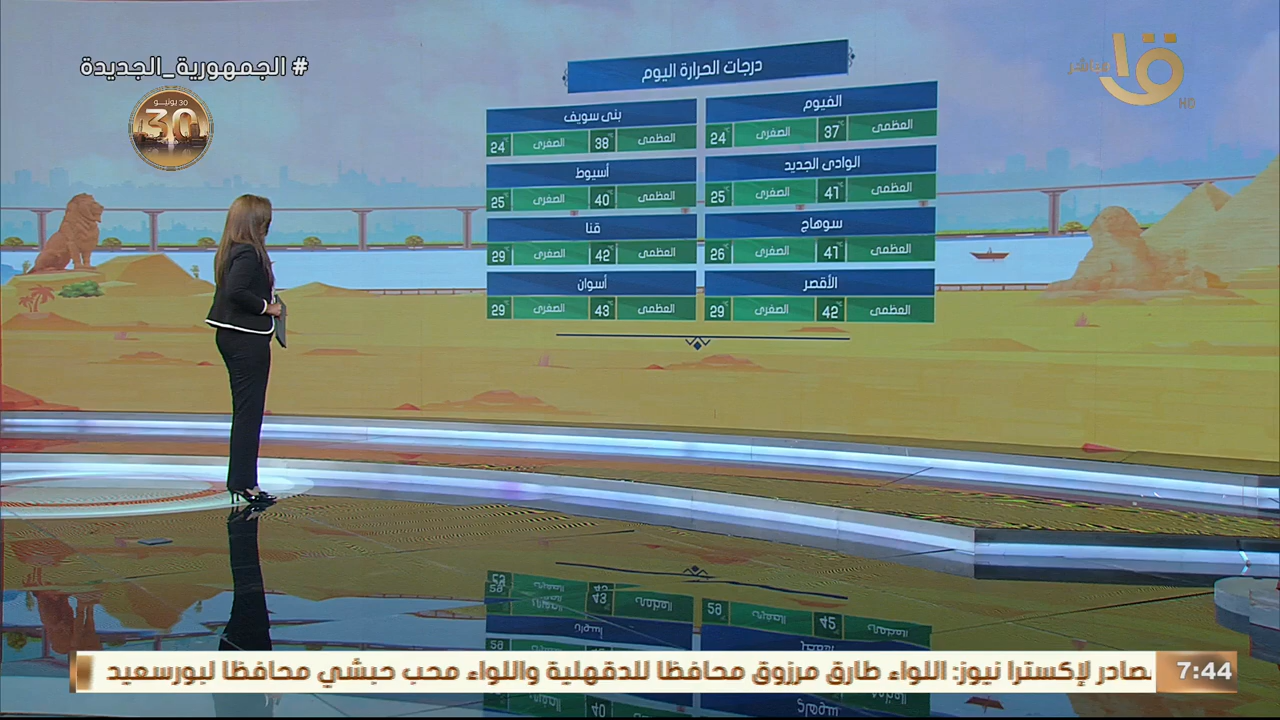 #الجمهورية_الجديدة
30 يونيو
30
مباشر
HD
درجات الحرارة اليوم
الفيوم
العظمى 37 الصغرى 24
بنى سويف
العظمى 38 الصغرى 24
الوادى الجديد
العظمى 41 الصغرى 25
أسيوط
العظمى 40 الصغرى 25
سوهاج
العظمى 41 الصغرى 26
قنا
العظمى 42 الصغرى 29
الأقصر
العظمى 42 الصغرى 29
أسوان
العظمى 43 الصغرى 29
7:44
صادر لإكسترا نيوز: اللواء طارق مرزوق محافظا للدقهلية واللواء محب حبشي محافظا لبورسعيد